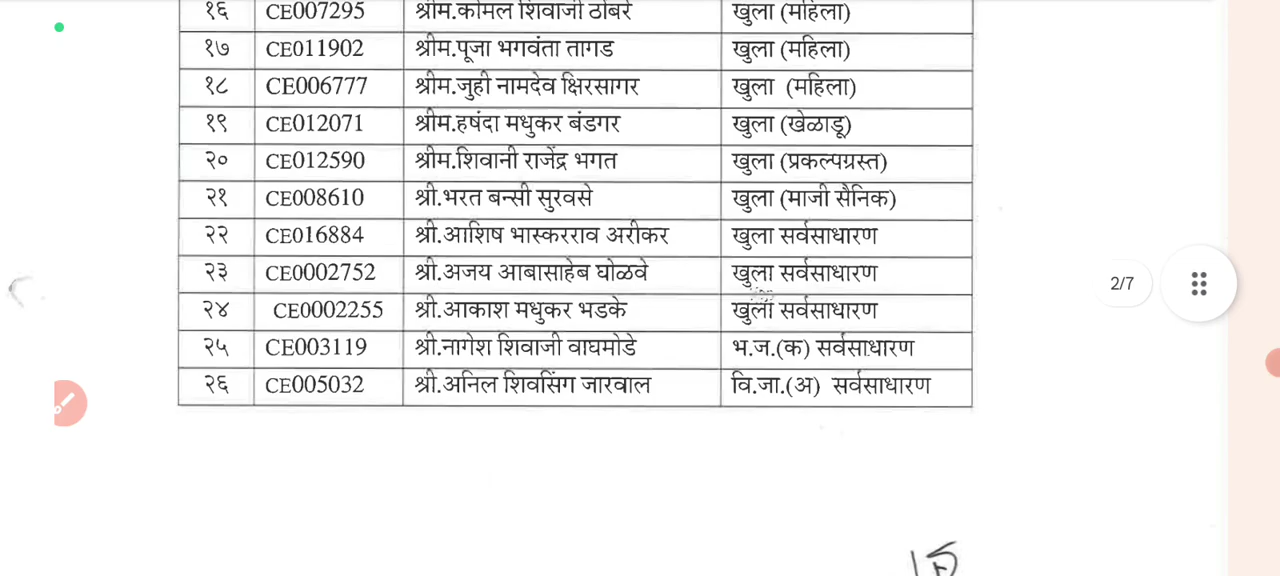 १६ CE007295 श्रीम.कोमल शिवाजी ठोंबरे खुला (महिला)
१७ CE011902 श्रीम.पूजा भगवंता तागड खुला (महिला)
१८ CE006777 श्रीम.जुही नामदेव क्षिरसागर खुला (महिला)
१९ CE012071 श्रीम.हषंदा मधुकर बंडगर खुला (खेळाडू)
२० CE012590 श्रीम.शिवानी राजेंद्र भगत खुला (प्रकल्पग्रस्त)
२१ CE008610 श्री.भरत बन्सी सुरवसे खुला (माजी सैनिक)
२२ CE016884 श्री.आशिष भास्करराव अरीकर खुला सर्वसाधारण
२३ CE0002752 श्री.अजय आबासाहेब घोळवे खुला सर्वसाधारण
२४ CE0002255 श्री.आकाश मधुकर भडके खुला सर्वसाधारण
२५ CE003119 श्री.नागेश शिवाजी वाघमोडे भ.ज.(क) सर्वसाधारण
२६ CE005032 श्री.अनिल शिवसिंग जारवाल वि.जा.(अ) सर्वसाधारण
2/7